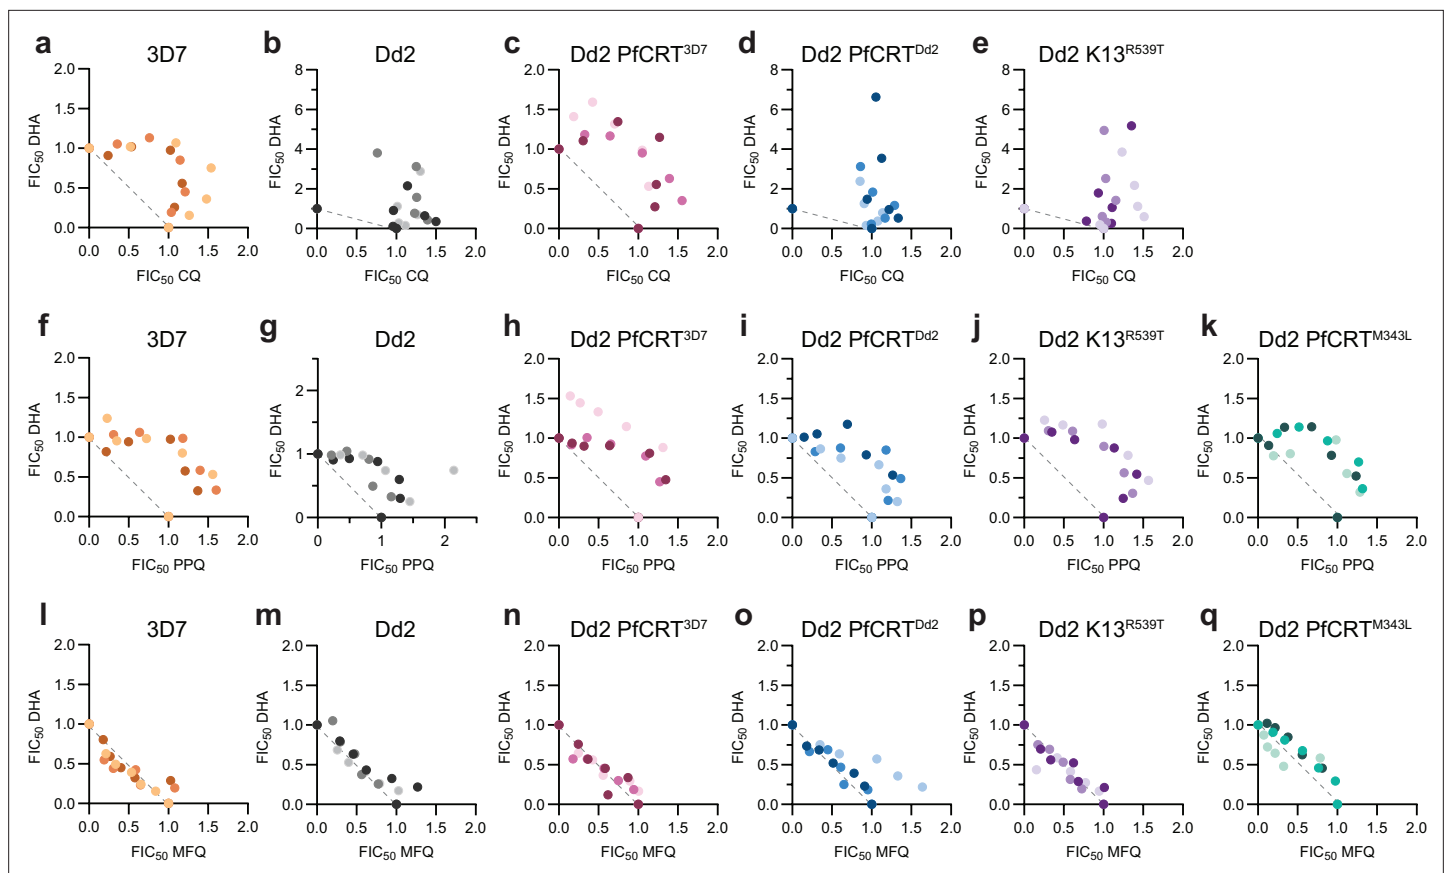 a
3D7
2.0
1.5
1.0
0.5
0.0
FIC50 DHA
0.0 0.5 1.0 1.5 2.0
FIC50 CQ
b
Dd2
8
6
4
2
0
FIC50 DHA
0.0 0.5 1.0 1.5 2.0
FIC50 CQ
c
Dd2 PfCRT3D7
2.0
1.5
1.0
0.5
0.0
FIC50 DHA
0.0 0.5 1.0 1.5 2.0
FIC50 CQ
d
Dd2 PfCRTDd2
8
6
4
2
0
FIC50 DHA
0.0 0.5 1.0 1.5 2.0
FIC50 CQ
e
Dd2 K13R539T
8
6
4
2
0
FIC50 DHA
0.0 0.5 1.0 1.5 2.0
FIC50 CQ
f
3D7
2.0
1.5
1.0
0.5
0.0
FIC50 DHA
0.0 0.5 1.0 1.5 2.0
FIC50 PPQ
g
Dd2
2
1
0
FIC50 DHA
0 1 2
FIC50 PPQ
h
Dd2 PfCRT3D7
2.0
1.5
1.0
0.5
0.0
FIC50 DHA
0.0 0.5 1.0 1.5 2.0
FIC50 PPQ
i
Dd2 PfCRTDd2
2.0
1.5
1.0
0.5
0.0
FIC50 DHA
0.0 0.5 1.0 1.5 2.0
FIC50 PPQ
j
Dd2 K13R539T
2.0
1.5
1.0
0.5
0.0
FIC50 DHA
0.0 0.5 1.0 1.5 2.0
FIC50 PPQ
k
Dd2 PfCRTM343L
2.0
1.5
1.0
0.5
0.0
FIC50 DHA
0.0 0.5 1.0 1.5 2.0
FIC50 PPQ
l
3D7
2.0
1.5
1.0
0.5
0.0
FIC50 DHA
0.0 0.5 1.0 1.5 2.0
FIC50 MFQ
m
Dd2
2.0
1.5
1.0
0.5
0.0
FIC50 DHA
0.0 0.5 1.0 1.5 2.0
FIC50 MFQ
n
Dd2 PfCRT3D7
2.0
1.5
1.0
0.5
0.0
FIC50 DHA
0.0 0.5 1.0 1.5 2.0
FIC50 MFQ
o
Dd2 PfCRTDd2
2.0
1.5
1.0
0.5
0.0
FIC50 DHA
0.0 0.5 1.0 1.5 2.0
FIC50 MFQ
p
Dd2 K13R539T
2.0
1.5
1.0
0.5
0.0
FIC50 DHA
0.0 0.5 1.0 1.5 2.0
FIC50 MFQ
q
Dd2 PfCRTM343L
2.0
1.5
1.0
0.5
0.0
FIC50 DHA
0.0 0.5 1.0 1.5 2.0
FIC50 MFQ